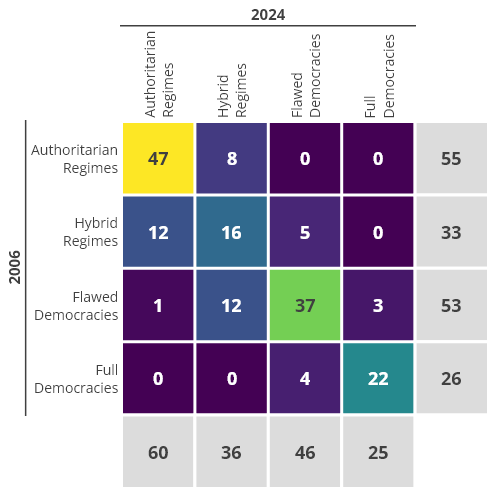 2024
Authoritarian
Regimes
Hybrid
Regimes
Flawed
Democracies
Full
Democracies
2006
Authoritarian
Regimes
47 8 0 0 55
Hybrid
Regimes
12 16 5 0 33
Flawed
Democracies
1 12 37 3 53
Full
Democracies
0 0 4 22 26
60 36 46 25